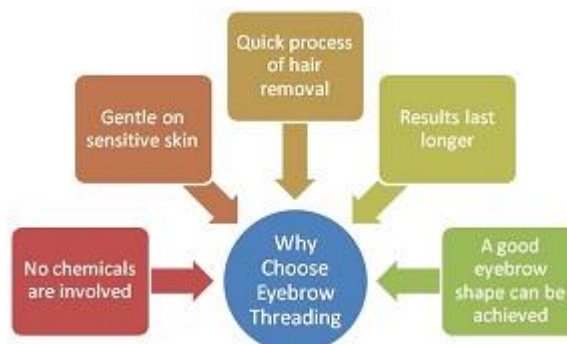 Quick process
of hair
removal
Gentle on
sensitive skin
Results last
longer
No chemicals
are involved
Why
Choose
Eyebrow
Threading
A good
eyebrow
shape can be
achieved